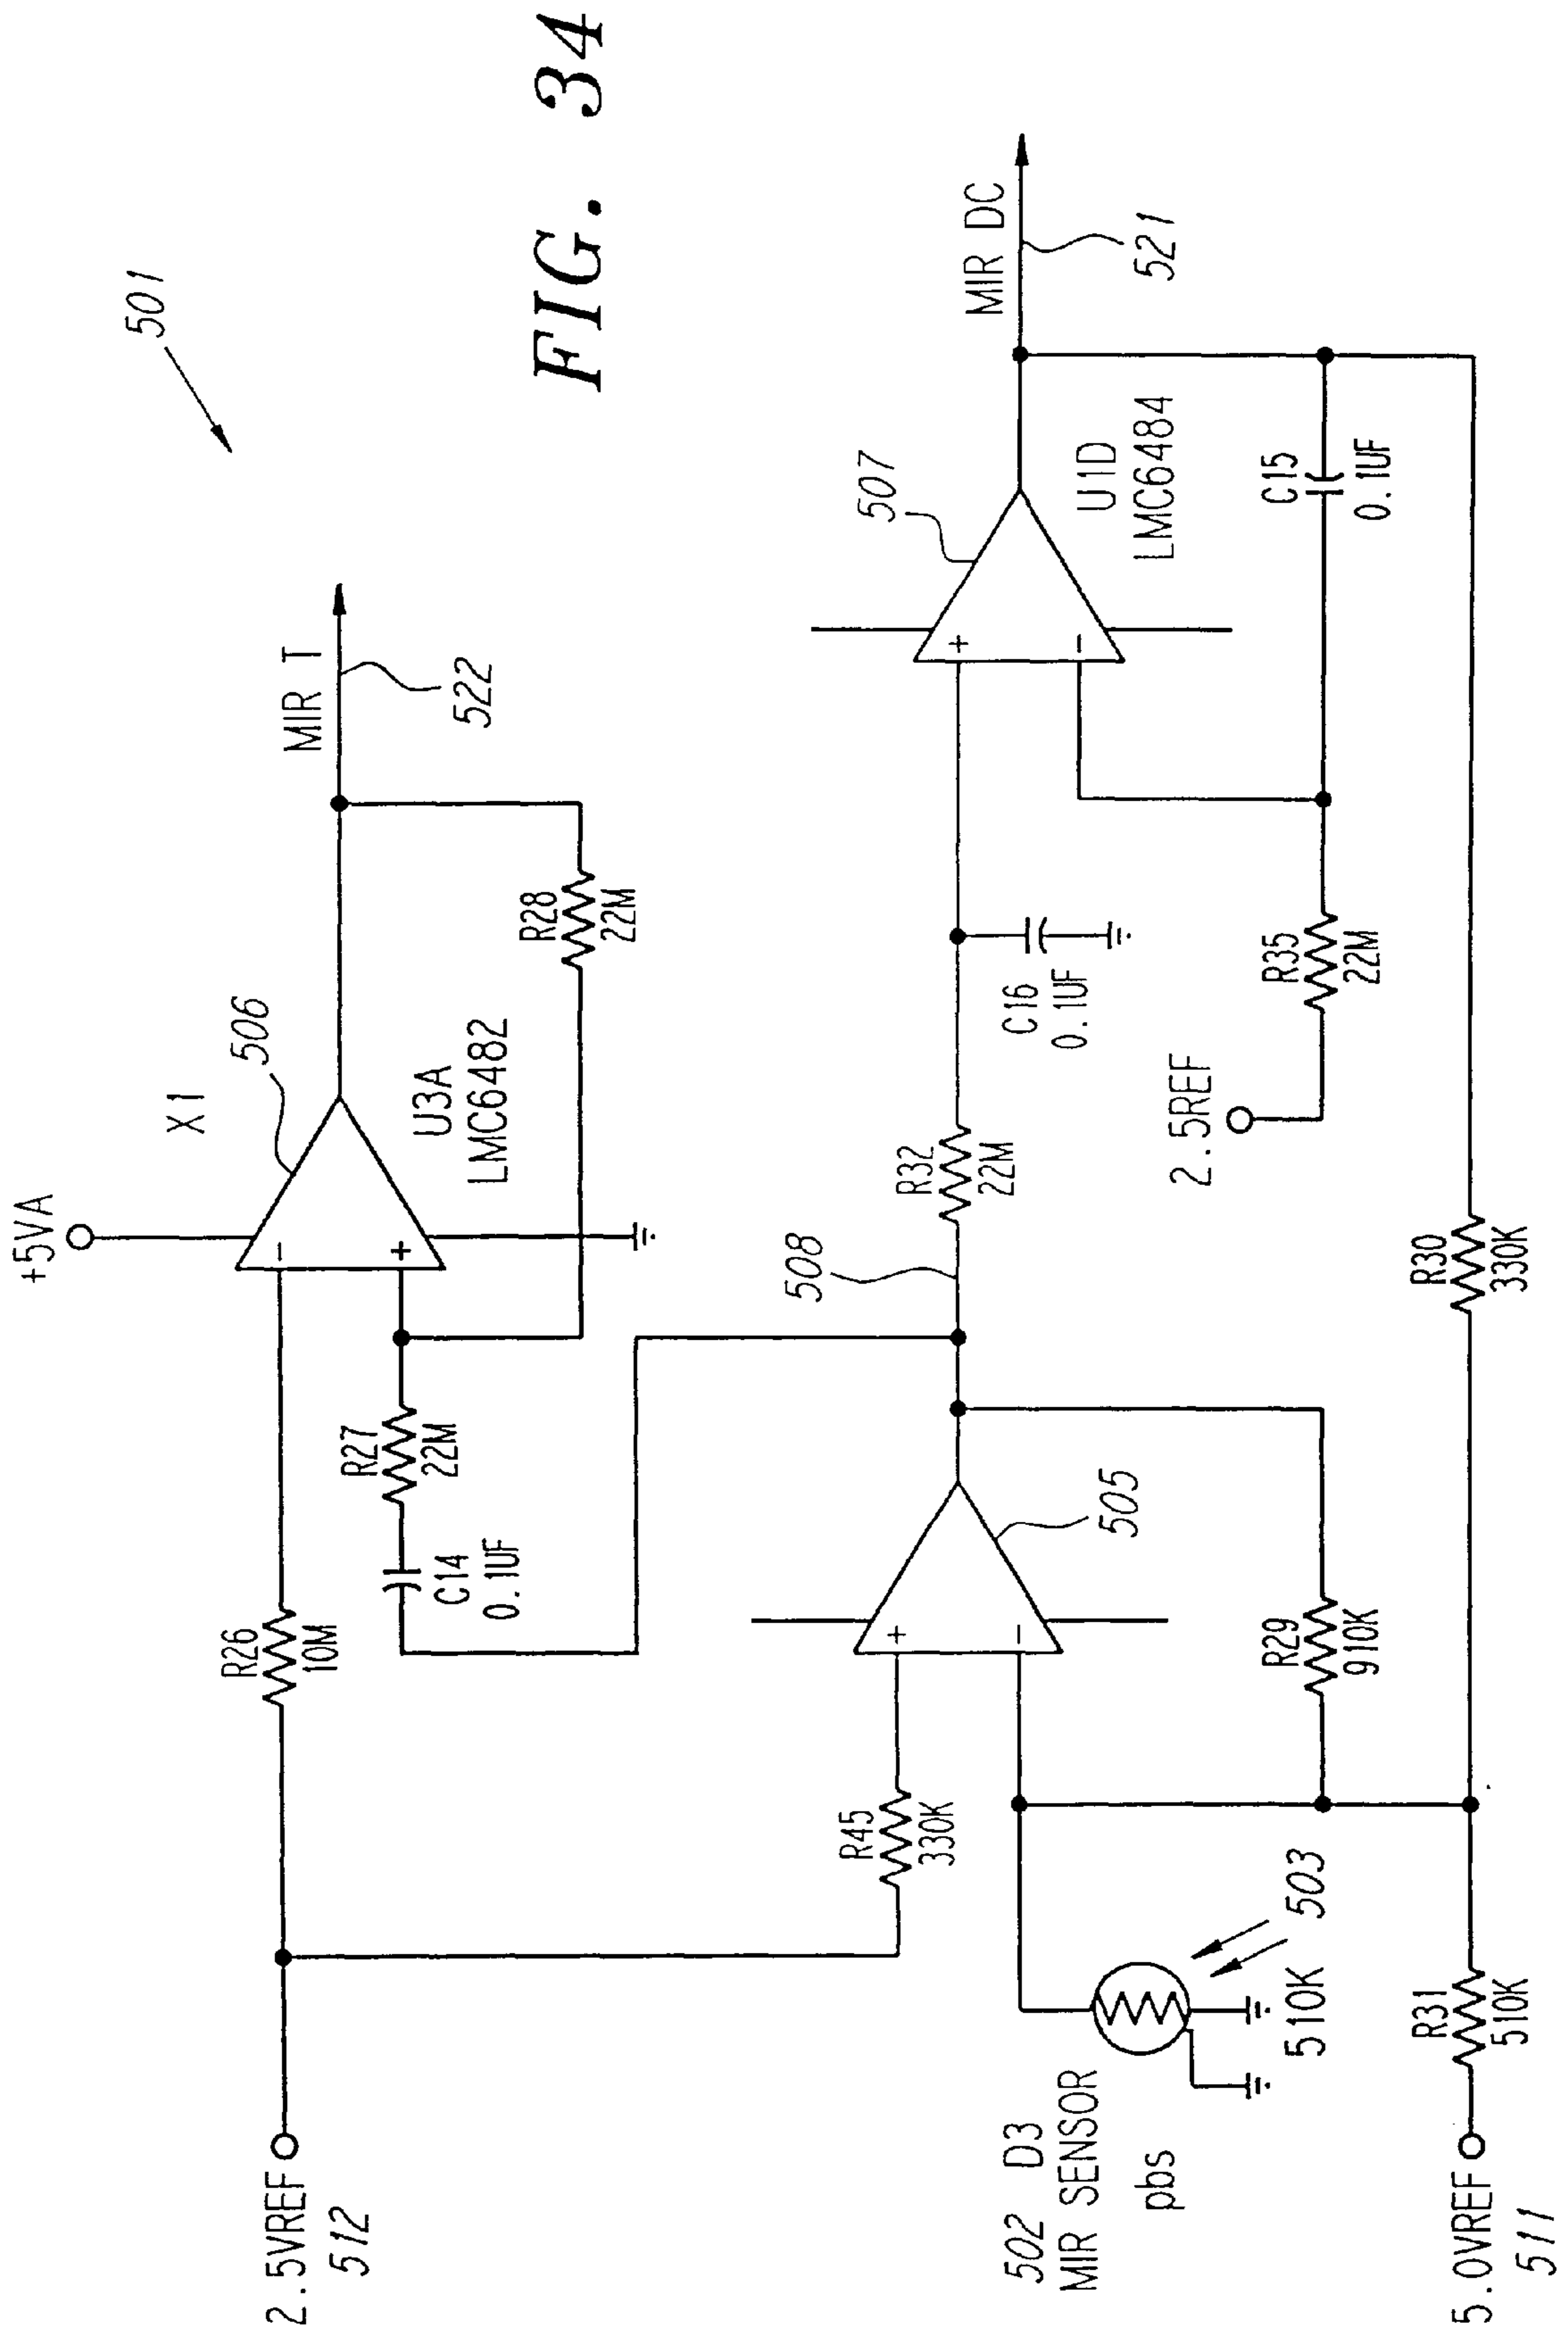 FIG. 34
501
+5VA
X1
506
U3A
LMC6482
MIR T
522
R28
22M
R26
10M
R27
22M
C14
0.1UF
2.5VREF
512
R45
330K
505
508
R32
22M
C16
0.1UF
507
U1D
LMC6484
MIR DC
521
C15
0.1UF
2.5REF
R35
22M
R29
910K
R30
330K
502
D3
MIR SENSOR
pbs
510K
503
R31
510K
5.0VREF
511
+
-
+
-
-
+